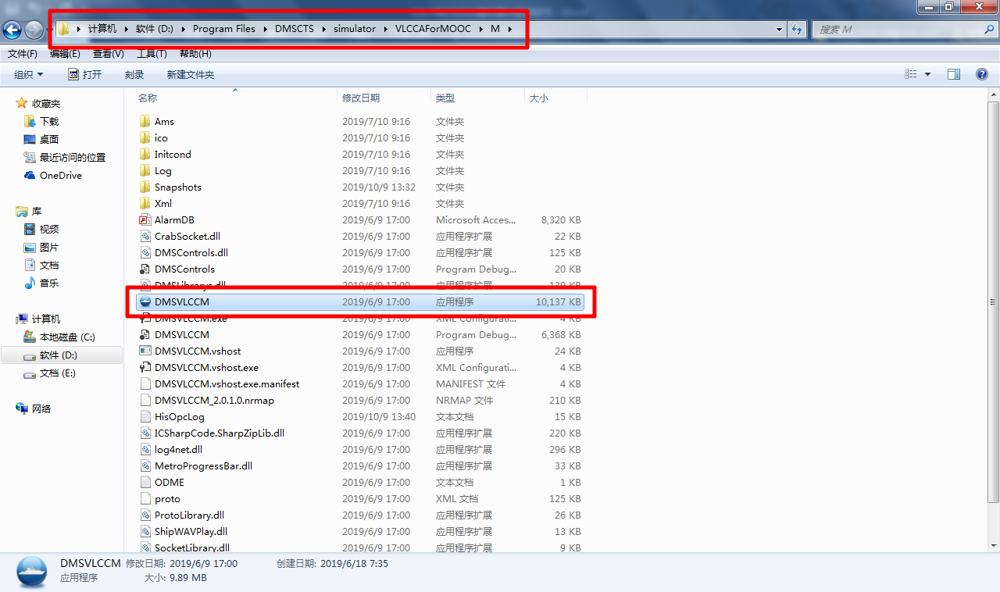 计算机 软件 (D:) Program Files DMSCTS simulator VLCCAForMOOC M 搜索 M
文件(F) 编辑(E) 查看(V) 工具(T) 帮助(H)
组织 打开 刻录 新建文件夹
收藏夹
下载
桌面
最近访问的位置
OneDrive
库
视频
图片
文档
音乐
计算机
本地磁盘 (C:)
软件 (D:)
文档 (E:)
网络
名称 修改日期 类型 大小
Ams 2019/7/10 9:16 文件夹
ico 2019/7/10 9:16 文件夹
Initcond 2019/7/10 9:16 文件夹
Log 2019/7/10 9:16 文件夹
Snapshots 2019/10/9 13:32 文件夹
Xml 2019/7/10 9:16 文件夹
AlarmDB 2019/6/9 17:00 Microsoft Acces... 8,320 KB
CrabSocket.dll 2019/6/9 17:00 应用程序扩展 22 KB
DMSControls.dll 2019/6/9 17:00 应用程序扩展 125 KB
DMSControls 2019/6/9 17:00 Program Debug... 20 KB
DMSLibrarys.dll 2019/6/9 17:00 应用程序扩展 139 KB
DMSVLCCM 2019/6/9 17:00 应用程序 10,137 KB
DMSVLCCM.exe 2019/6/9 17:00 XML Configurati... 4 KB
DMSVLCCM 2019/6/9 17:00 Program Debug... 6,368 KB
DMSVLCCM.vshost 2019/6/9 17:00 应用程序 24 KB
DMSVLCCM.vshost.exe 2019/6/9 17:00 XML Configurati... 4 KB
DMSVLCCM.vshost.exe.manifest 2019/6/9 17:00 MANIFEST 文件 4 KB
DMSVLCCM_2.0.1.0.nrmap 2019/6/9 17:00 NRMAP 文件 210 KB
HisOpcLog 2019/10/9 13:40 文本文档 15 KB
ICSharpCode.SharpZipLib.dll 2019/6/9 17:00 应用程序扩展 220 KB
log4net.dll 2019/6/9 17:00 应用程序扩展 296 KB
MetroProgressBar.dll 2019/6/9 17:00 应用程序扩展 33 KB
ODME 2019/6/9 17:00 文本文档 1 KB
proto 2019/6/9 17:00 XML 文档 125 KB
ProtoLibrary.dll 2019/6/9 17:00 应用程序扩展 26 KB
ShipWAVPlay.dll 2019/6/9 17:00 应用程序扩展 13 KB
SocketLibrary.dll 2019/6/9 17:00 应用程序扩展 9 KB
DMSVLCCM 修改日期: 2019/6/9 17:00 创建日期: 2019/6/18 7:35
应用程序 大小: 9.89 MB